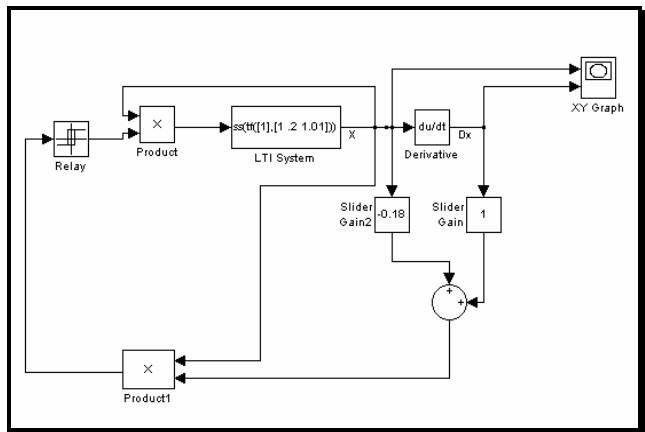 XY Graph
×
Product
Relay
ss(tf([1],[1 .2 1.01]))
LTI System
X
du/dt
Derivative
Dx
Slider
Gain2
-0.18
Slider
Gain
1
+
+
×
Product1